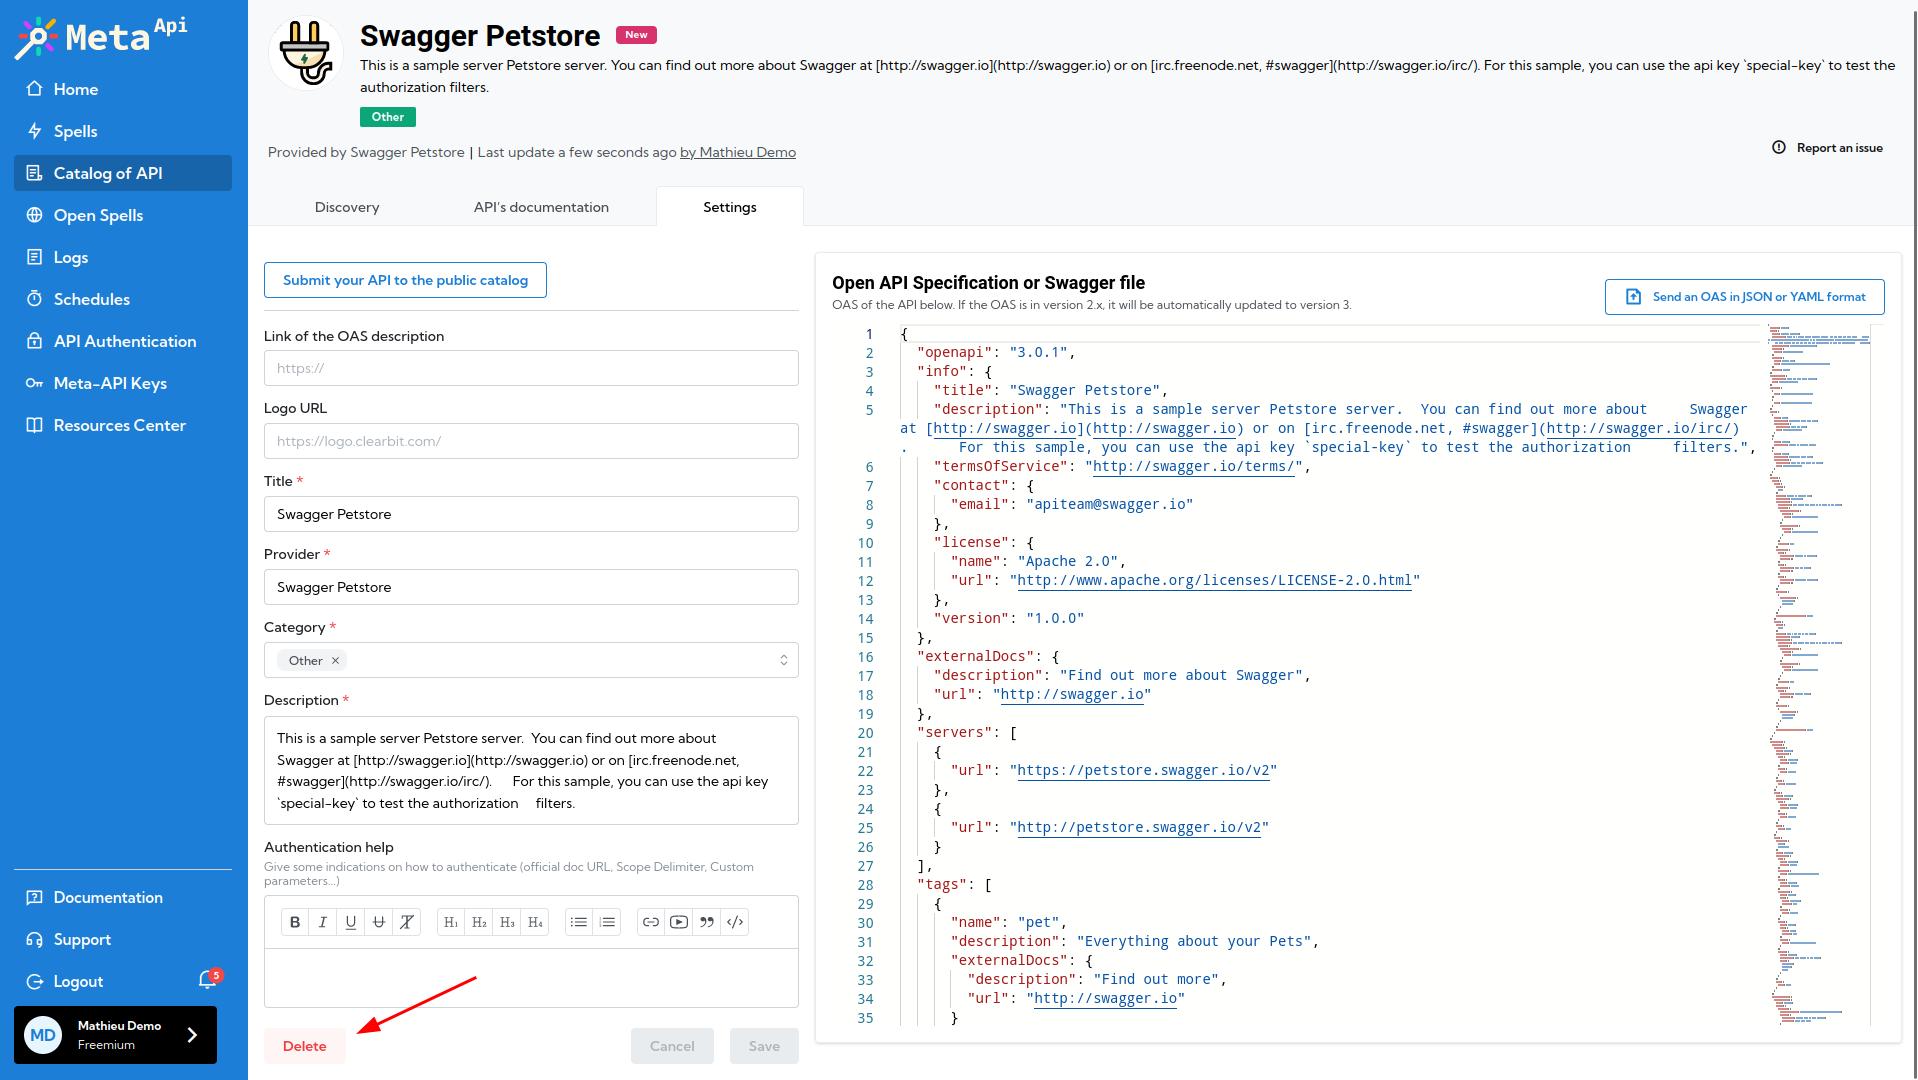 Meta Api
Home
Spells
Catalog of API
Open Spells
Logs
Schedules
API Authentication
Meta-API Keys
Resources Center
Documentation
Support
Logout
5
MD
Mathieu Demo
Freemium
Swagger Petstore
New
This is a sample server Petstore server. You can find out more about Swagger at [http://swagger.io](http://swagger.io) or on [irc.freenode.net, #swagger](http://swagger.io/irc/). For this sample, you can use the api key `special-key` to test the
authorization filters.
Other
Provided by Swagger Petstore | Last update a few seconds ago by Mathieu Demo
Report an issue
Discovery
API's documentation
Settings
Submit your API to the public catalog
Link of the OAS description
https://
Logo URL
https://logo.clearbit.com/
Title *
Swagger Petstore
Provider *
Swagger Petstore
Category *
Other ×
Description *
This is a sample server Petstore server.  You can find out more about
Swagger at [http://swagger.io](http://swagger.io) or on [irc.freenode.net,
#swagger](http://swagger.io/irc/).      For this sample, you can use the api key
`special-key` to test the authorization     filters.
Authentication help
Give some indications on how to authenticate (official doc URL, Scope Delimiter, Custom
parameters...)
B I U H1 H2 H3 H4 </>
Delete
Cancel
Save
Open API Specification or Swagger file
OAS of the API below. If the OAS is in version 2.x, it will be automatically updated to version 3.
Send an OAS in JSON or YAML format
1 {
2 "openapi": "3.0.1",
3 "info": {
4 "title": "Swagger Petstore",
5 "description": "This is a sample server Petstore server.  You can find out more about     Swagger
at [http://swagger.io](http://swagger.io) or on [irc.freenode.net, #swagger](http://swagger.io/irc/)
.      For this sample, you can use the api key `special-key` to test the authorization     filters.",
6 "termsOfService": "http://swagger.io/terms/",
7 "contact": {
8 "email": "apiteam@swagger.io"
9 },
10 "license": {
11 "name": "Apache 2.0",
12 "url": "http://www.apache.org/licenses/LICENSE-2.0.html"
13 },
14 "version": "1.0.0"
15 },
16 "externalDocs": {
17 "description": "Find out more about Swagger",
18 "url": "http://swagger.io"
19 },
20 "servers": [
21 {
22 "url": "https://petstore.swagger.io/v2"
23 },
24 {
25 "url": "http://petstore.swagger.io/v2"
26 }
27 ],
28 "tags": [
29 {
30 "name": "pet",
31 "description": "Everything about your Pets",
32 "externalDocs": {
33 "description": "Find out more",
34 "url": "http://swagger.io"
35 }